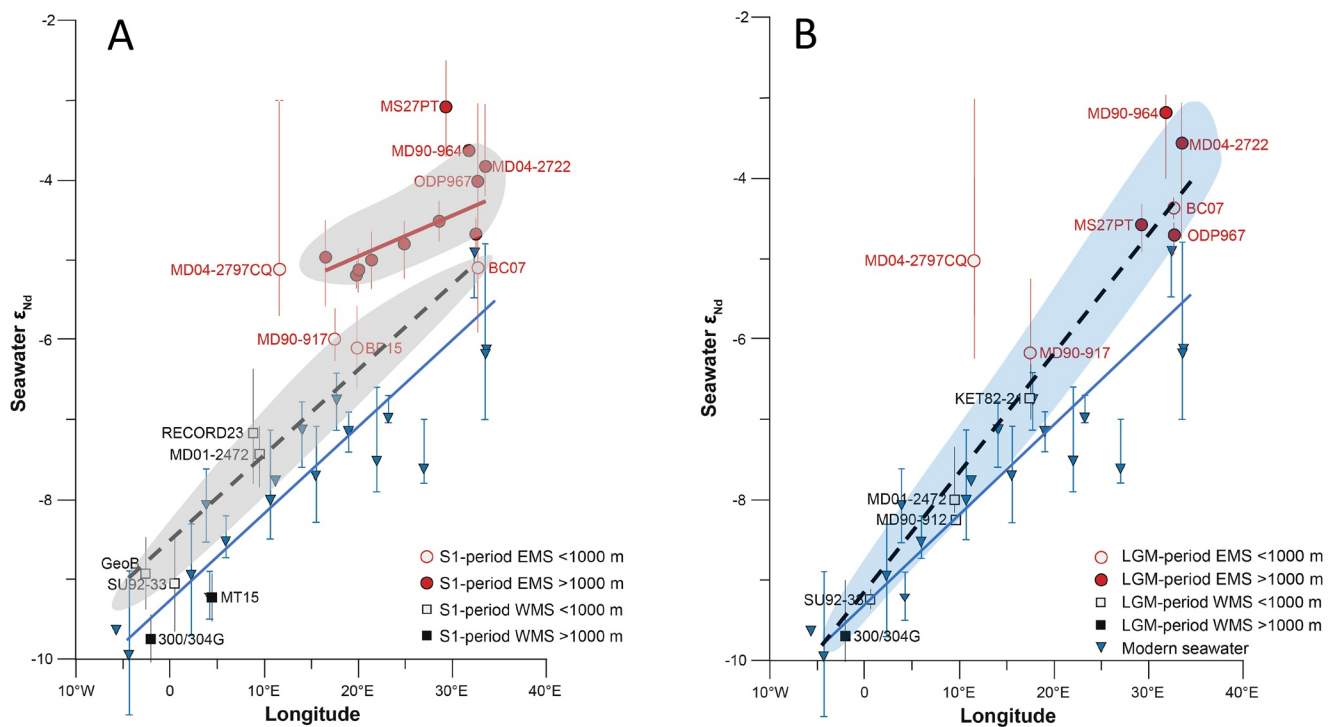 A
-2
-4
-6
-8
-10
Seawater εNd
10°W
0
10°E
20°E
30°E
40°E
Longitude
MS27PT
MD90-964
MD04-2722
ODP967
MD04-2797CQ
BC07
MD90-917
BP15
RECORD23
MD01-2472
GeoB
SU92-33
MT15
300/304G
S1-period EMS <1000 m
S1-period EMS >1000 m
S1-period WMS <1000 m
S1-period WMS >1000 m
B
-2
-4
-6
-8
-10
Seawater εNd
10°W
0
10°E
20°E
30°E
40°E
Longitude
MD90-964
MD04-2722
BC07
MS27PT
ODP967
MD04-2797CQ
MD90-917
KET82-21
MD01-2472
MD90-912
SU92-33
300/304G
LGM-period EMS <1000 m
LGM-period EMS >1000 m
LGM-period WMS <1000 m
LGM-period WMS >1000 m
Modern seawater